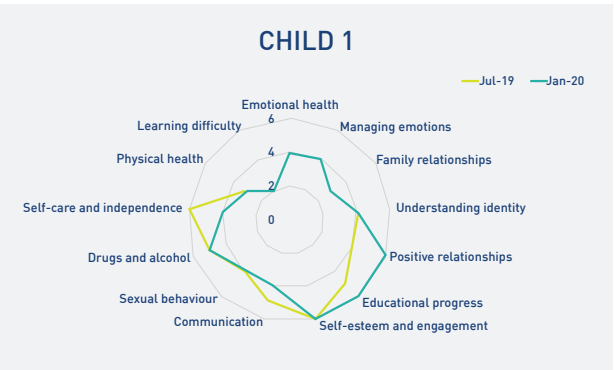 CHILD 1
Jul-19
Jan-20
Emotional health
6
Learning difficulty
Managing emotions
4
Physical health
Family relationships
2
Self-care and independence
Understanding identity
0
Drugs and alcohol
Positive relationships
Sexual behaviour
Educational progress
Communication
Self-esteem and engagement